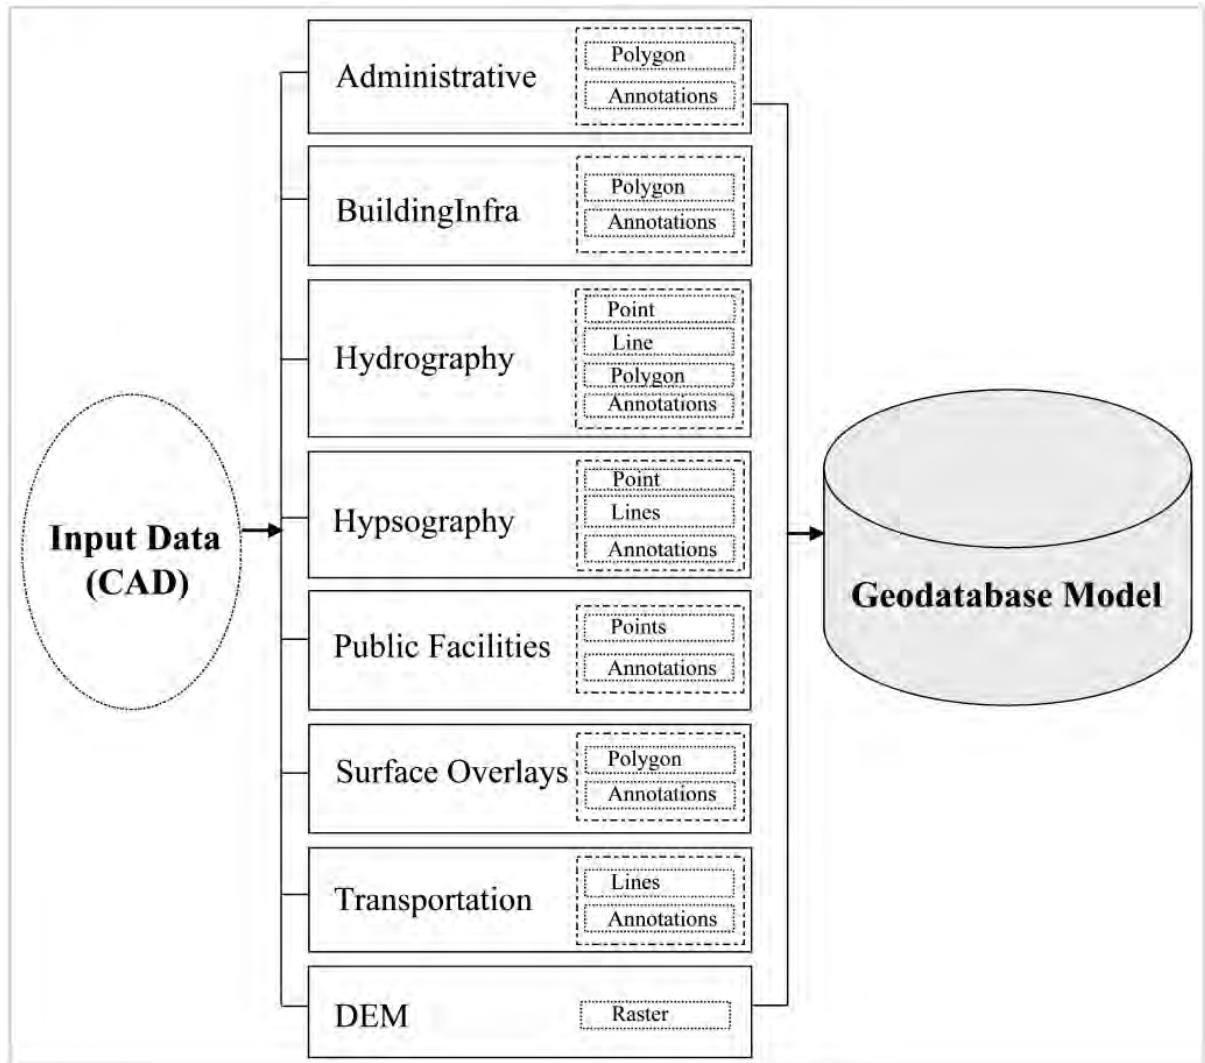 Input Data
(CAD)
Administrative
Polygon
Annotations
BuildingInfra
Polygon
Annotations
Hydrography
Point
Line
Polygon
Annotations
Hypsography
Point
Lines
Annotations
Public Facilities
Points
Annotations
Surface Overlays
Polygon
Annotations
Transportation
Lines
Annotations
DEM
Raster
Geodatabase Model